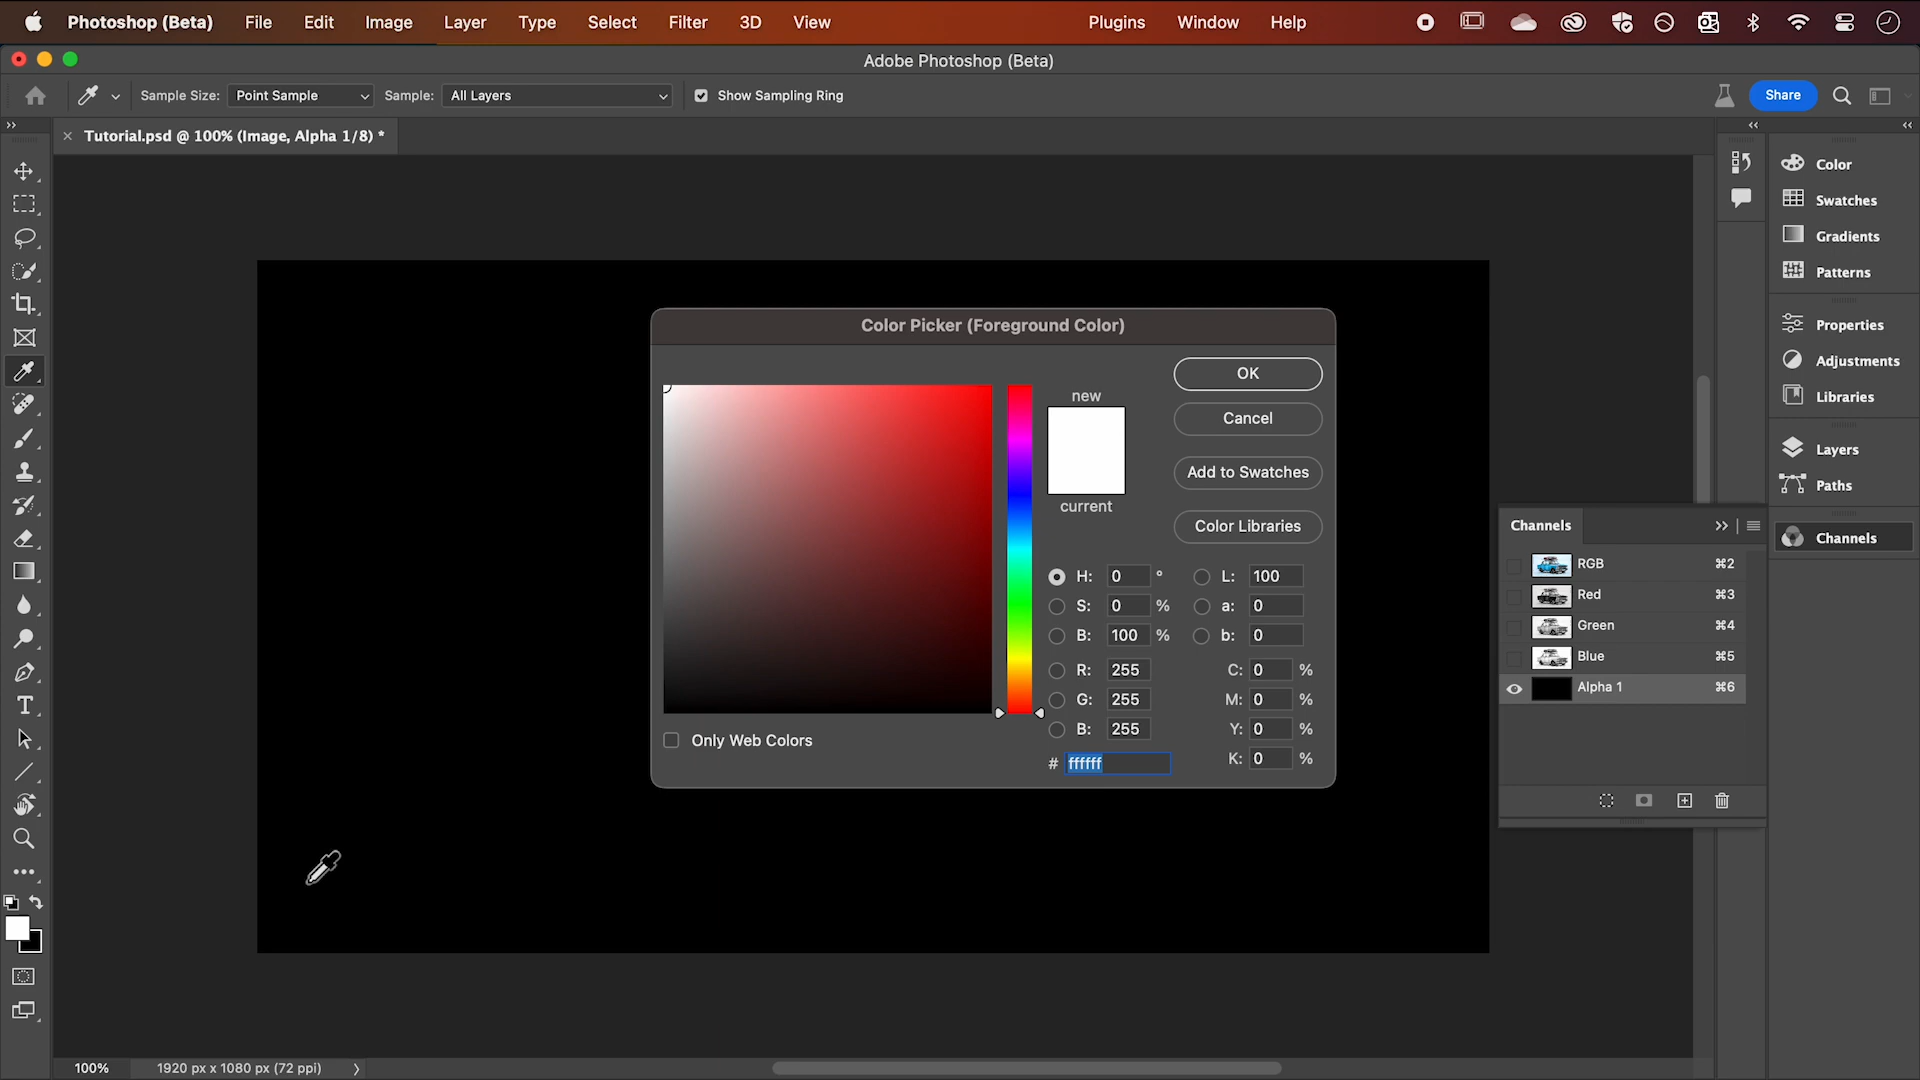 Photoshop (Beta) File Edit Image Layer Type Select Filter 3D View Plugins Window Help
Adobe Photoshop (Beta)
Sample Size: Point Sample Sample: All Layers Show Sampling Ring Share
Tutorial.psd @ 100% (Image, Alpha 1/8) *
Color
Swatches
Gradients
Patterns
Properties
Adjustments
Libraries
Layers
Paths
Channels
Color Picker (Foreground Color)
new
current
OK
Cancel
Add to Swatches
Color Libraries
H: 0 ° L: 100
S: 0 % a: 0
B: 100 % b: 0
R: 255 C: 0 %
G: 255 M: 0 %
B: 255 Y: 0 %
# ffffff K: 0 %
Only Web Colors
Channels
RGB ⌘2
Red ⌘3
Green ⌘4
Blue ⌘5
Alpha 1 ⌘6
100% 1920 px x 1080 px (72 ppi)